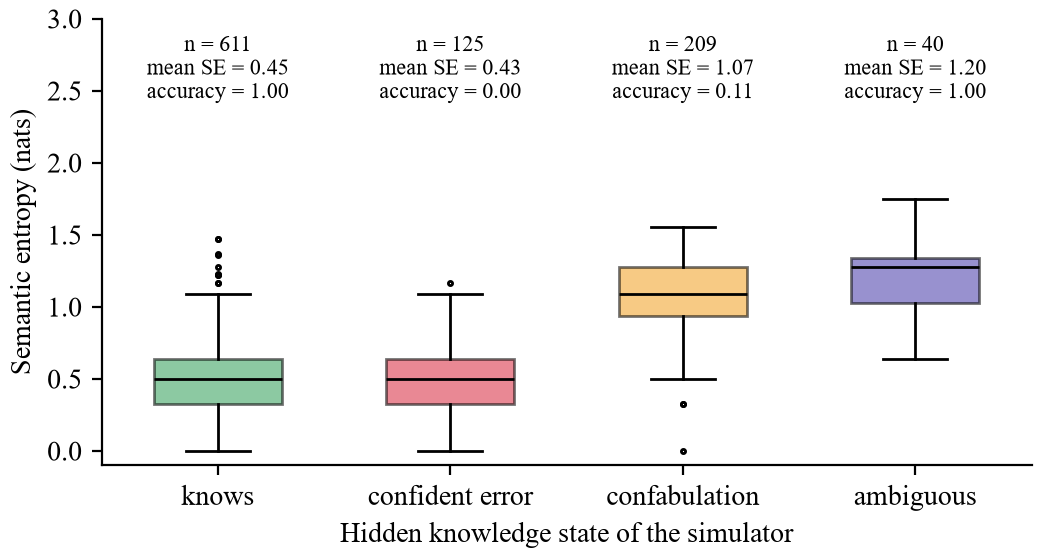 3.0
2.5
2.0
1.5
1.0
0.5
0.0
Semantic entropy (nats)
n = 611
mean SE = 0.45
accuracy = 1.00
n = 125
mean SE = 0.43
accuracy = 0.00
n = 209
mean SE = 1.07
accuracy = 0.11
n = 40
mean SE = 1.20
accuracy = 1.00
knows
confident error
confabulation
ambiguous
Hidden knowledge state of the simulator